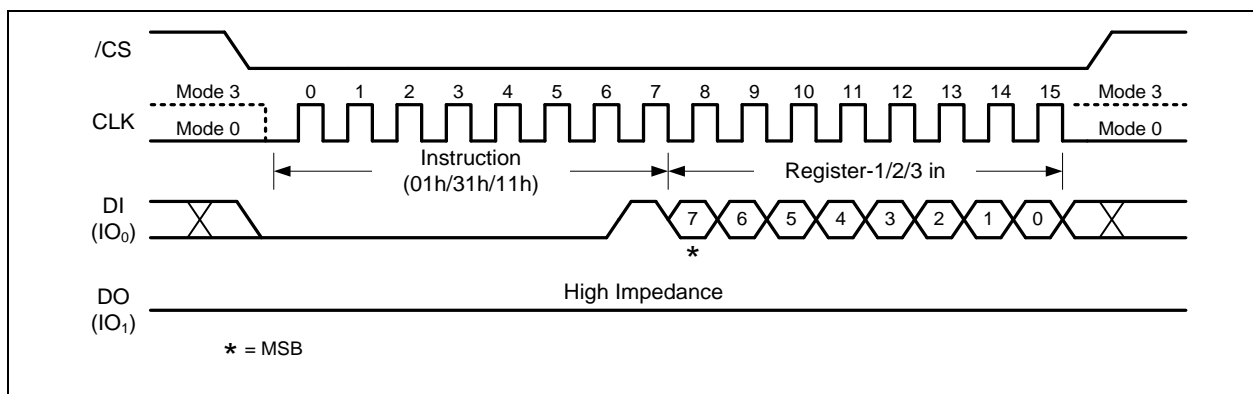 /CS
Mode 3 0 1 2 3 4 5 6 7 8 9 10 11 12 13 14 15 Mode 3
CLK
Mode 0 Mode 0
Instruction
(01h/31h/11h)
Register-1/2/3 in
DI
(IO₀)
7 6 5 4 3 2 1 0
*
High Impedance
DO
(IO₁)
* = MSB